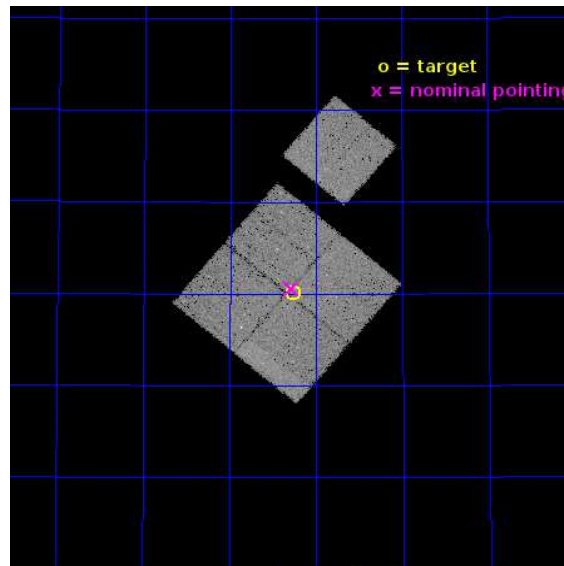 o = target
x = nominal pointing